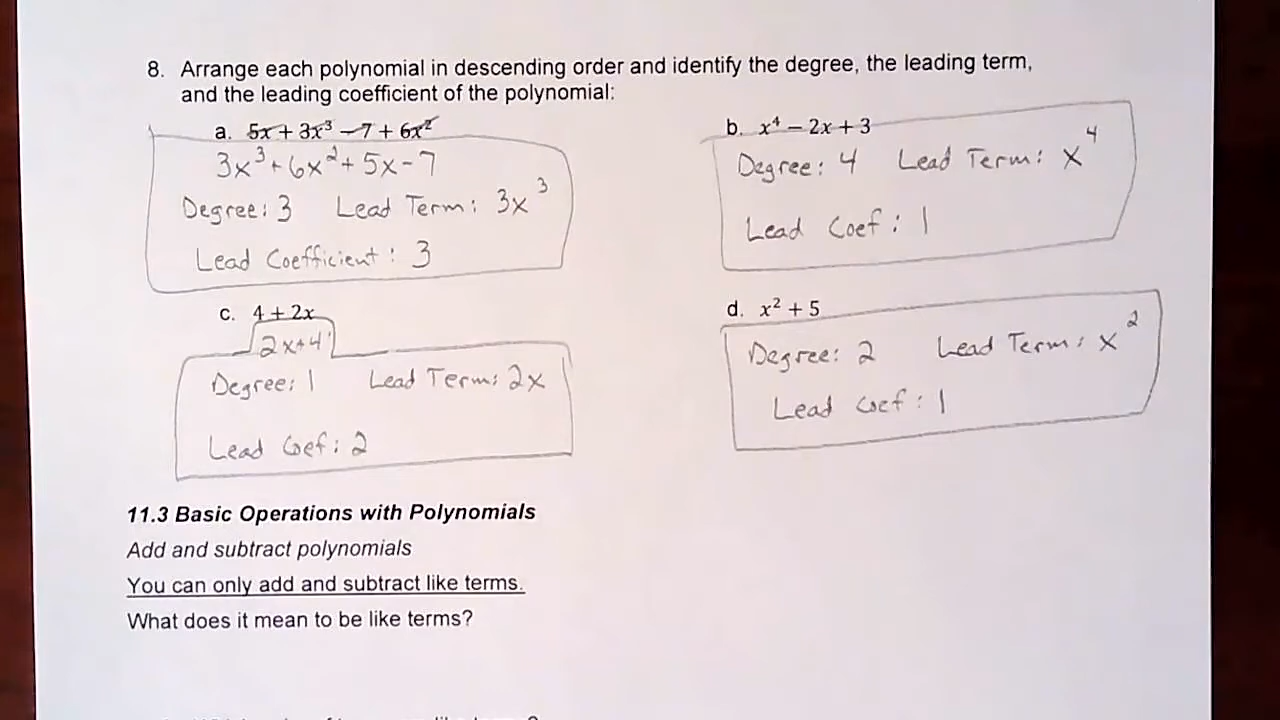 8. Arrange each polynomial in descending order and identify the degree, the leading term,
and the leading coefficient of the polynomial:
a. 5x + 3x³ − 7 + 6x²
3x³ + 6x² + 5x - 7
Degree: 3 Lead Term: 3x³
Lead Coefficient: 3
b. x⁴ − 2x + 3
Degree: 4 Lead Term: x⁴
Lead Coef: 1
c. 4 + 2x
2x+4
Degree: 1 Lead Term: 2x
Lead Coef: 2
d. x² + 5
Degree: 2 Lead Term: x²
Lead Coef: 1
11.3 Basic Operations with Polynomials
Add and subtract polynomials
You can only add and subtract like terms.
What does it mean to be like terms?